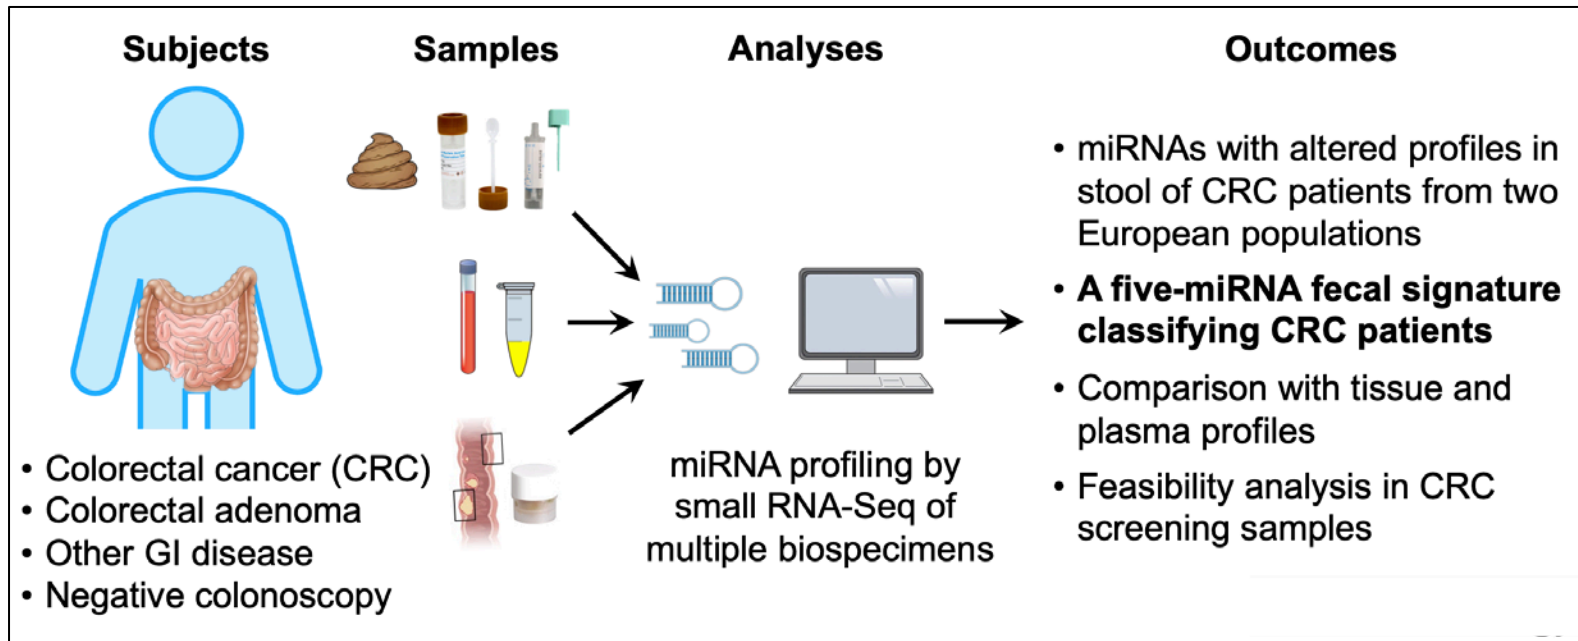 Subjects
Samples
Analyses
Outcomes
• Colorectal cancer (CRC)
• Colorectal adenoma
• Other GI disease
• Negative colonoscopy
miRNA profiling by
small RNA-Seq of
multiple biospecimens
• miRNAs with altered profiles in
stool of CRC patients from two
European populations
• A five-miRNA fecal signature
classifying CRC patients
• Comparison with tissue and
plasma profiles
• Feasibility analysis in CRC
screening samples